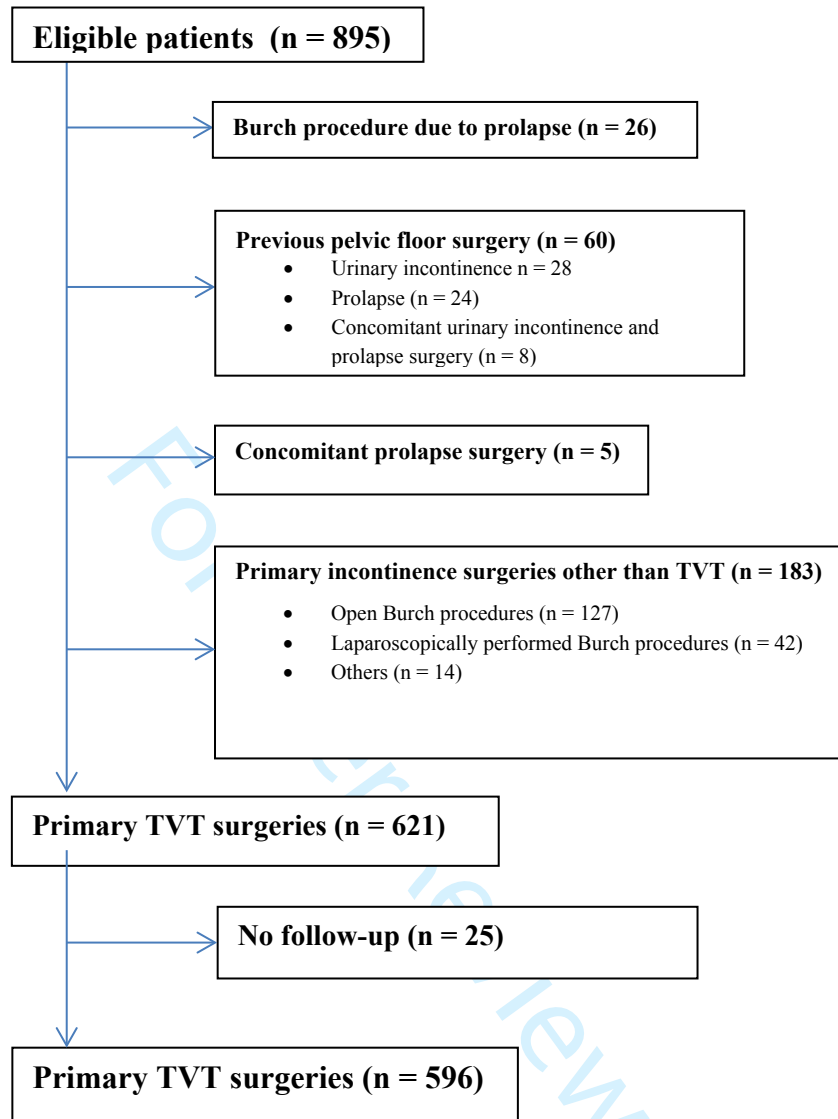 Eligible patients (n = 895)
Burch procedure due to prolapse (n = 26)
Previous pelvic floor surgery (n = 60)
• Urinary incontinence n = 28
• Prolapse (n = 24)
• Concomitant urinary incontinence and
prolapse surgery (n = 8)
Concomitant prolapse surgery (n = 5)
Primary incontinence surgeries other than TVT (n = 183)
• Open Burch procedures (n = 127)
• Laparoscopically performed Burch procedures (n = 42)
• Others (n = 14)
Primary TVT surgeries (n = 621)
No follow-up (n = 25)
Primary TVT surgeries (n = 596)